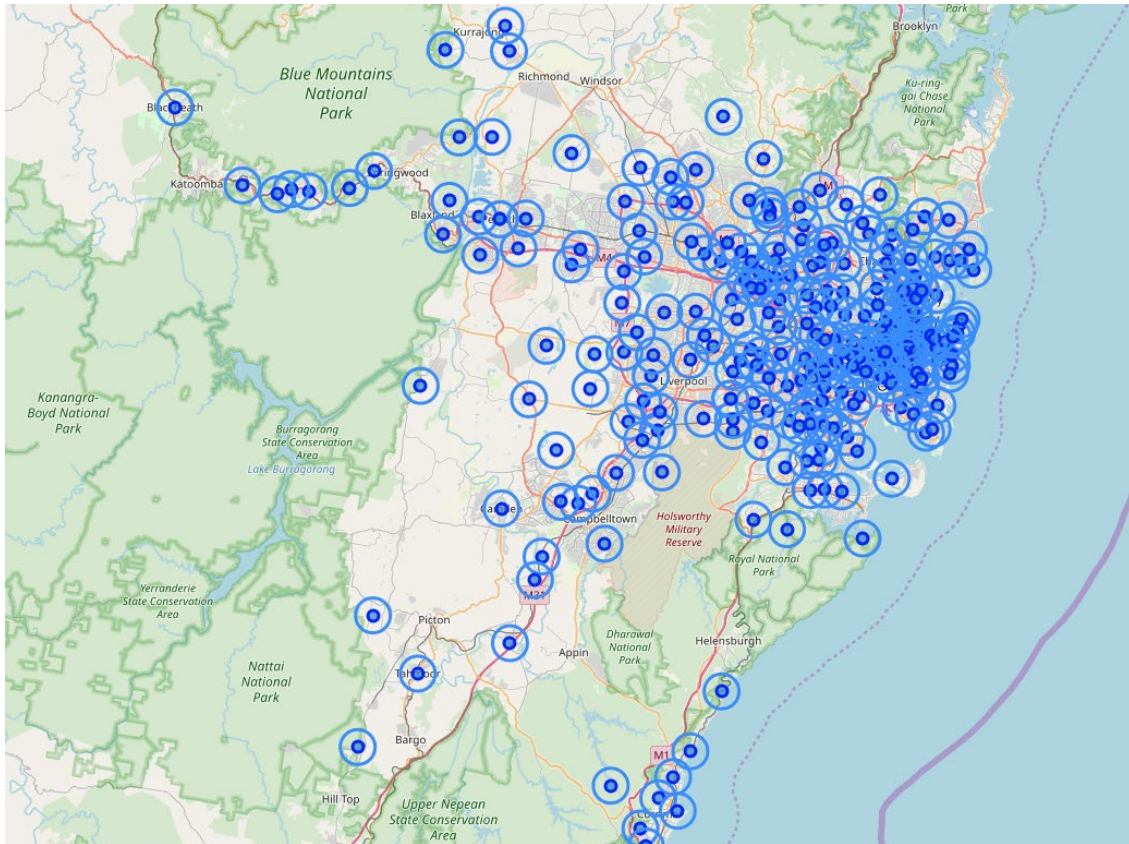 Park
Brooklyn
Kurrajong
Blue Mountains
National
Park
Richmond
Windsor
Ku-ring-
gai Chase
National
Park
Katoomba
Kanangra-
Boyd National
Park
Burragorang
State Conservation
Area
Lake Burragorang
Liverpool
Holsworthy
Military
Reserve
Campbelltown
Royal National
Park
Yerranderie
State Conservation
Area
M31
Picton
Nattai
National
Park
Dharawal
National
Park
Helensburgh
Appin
Bargo
M1
Hill Top
Upper Nepean
State Conservation
Area